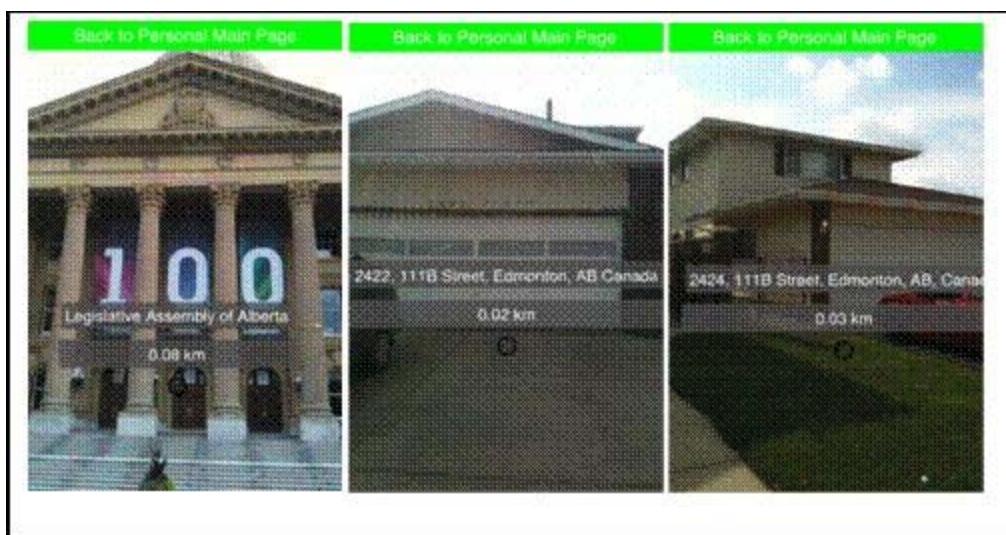 Back to Personal Main Page
100
Legislative Assembly of Alberta
0.08 km
Back to Personal Main Page
2422, 111B Street, Edmonton, AB Canada
0.02 km
Back to Personal Main Page
2424, 111B Street, Edmonton, AB, Cana
0.03 km